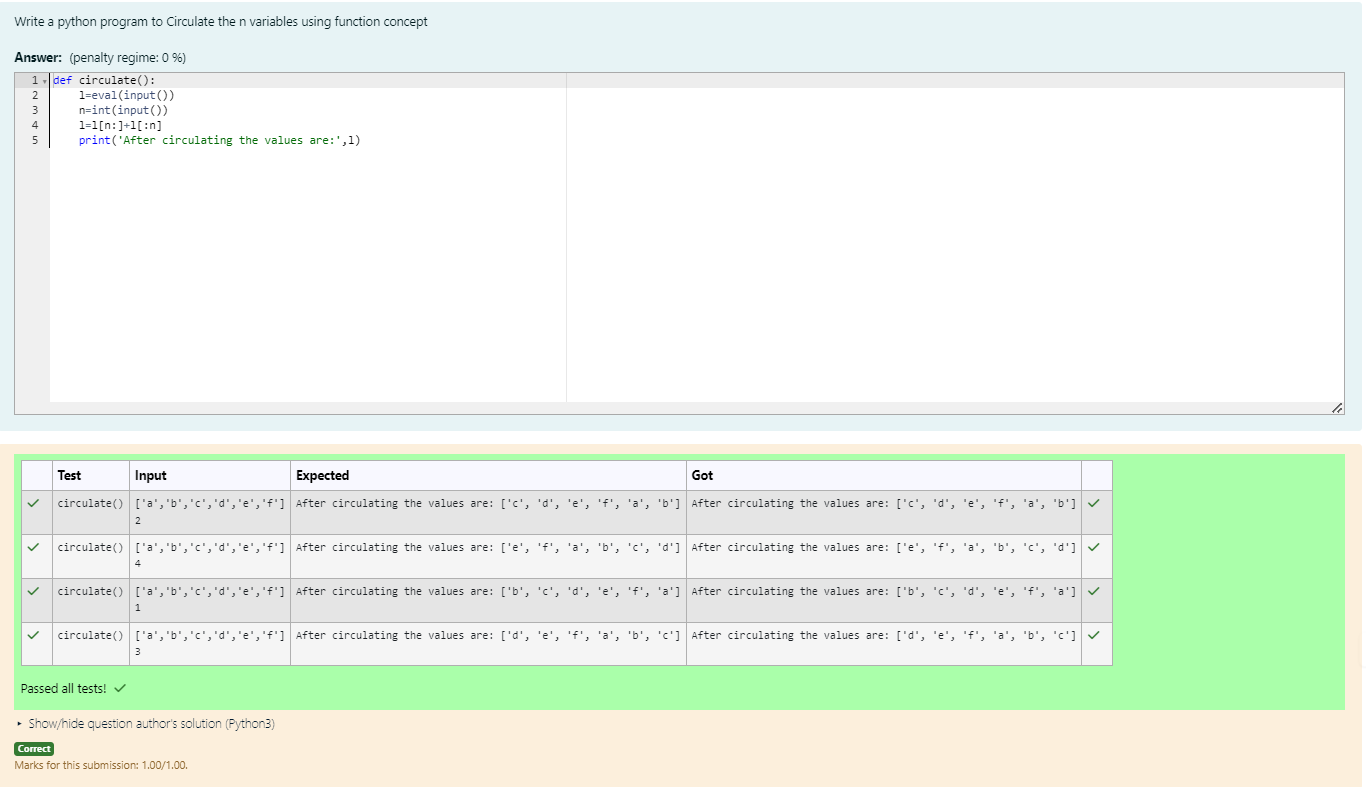 Write a python program to Circulate the n variables using function concept
Answer: (penalty regime: 0 %)
1 def circulate():
2 l=eval(input())
3 n=int(input())
4 l=l[n:]+l[:n]
5 print('After circulating the values are:',l)
Test Input Expected Got
circulate() ['a','b','c','d','e','f'] After circulating the values are: ['c', 'd', 'e', 'f', 'a', 'b'] After circulating the values are: ['c', 'd', 'e', 'f', 'a', 'b']
2
circulate() ['a','b','c','d','e','f'] After circulating the values are: ['e', 'f', 'a', 'b', 'c', 'd'] After circulating the values are: ['e', 'f', 'a', 'b', 'c', 'd']
4
circulate() ['a','b','c','d','e','f'] After circulating the values are: ['b', 'c', 'd', 'e', 'f', 'a'] After circulating the values are: ['b', 'c', 'd', 'e', 'f', 'a']
1
circulate() ['a','b','c','d','e','f'] After circulating the values are: ['d', 'e', 'f', 'a', 'b', 'c'] After circulating the values are: ['d', 'e', 'f', 'a', 'b', 'c']
3
Passed all tests!
Show/hide question author's solution (Python3)
Correct
Marks for this submission: 1.00/1.00.